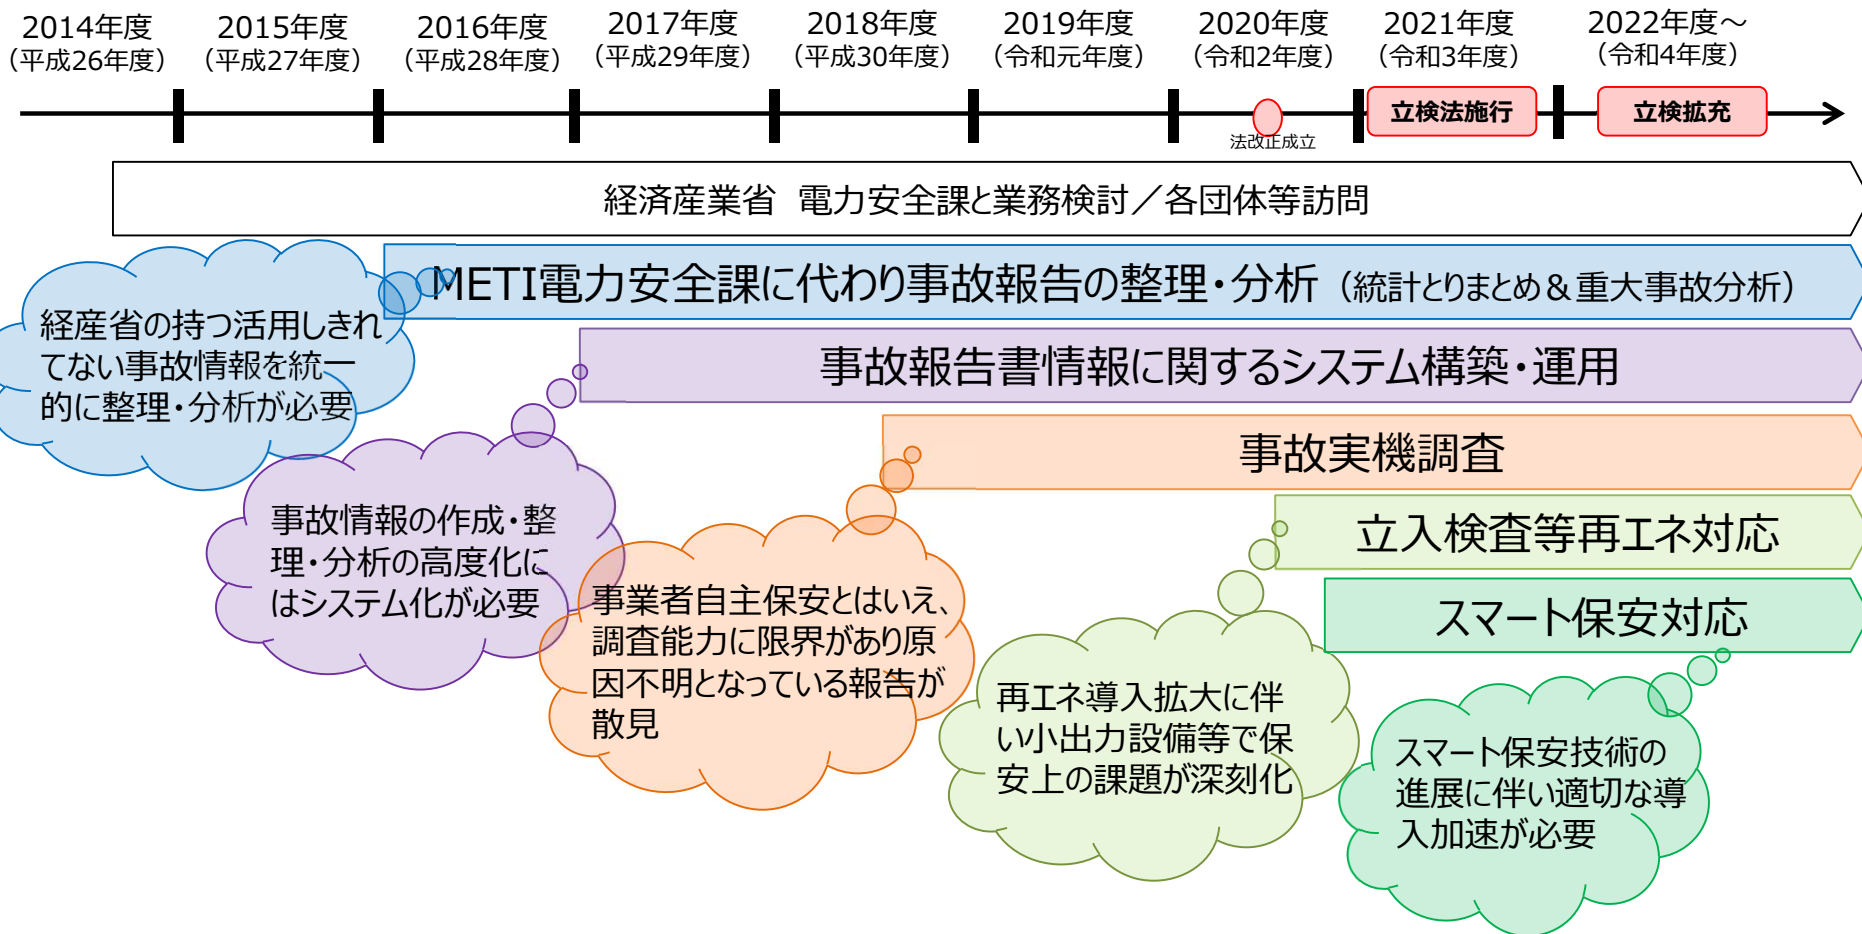 2014年度
（平成26年度）
2015年度
（平成27年度）
2016年度
（平成28年度）
2017年度
（平成29年度）
2018年度
（平成30年度）
2019年度
（令和元年度）
2020年度
（令和2年度）
2021年度
（令和3年度）
2022年度～
（令和4年度）
立検法施行
立検拡充
法改正成立
経済産業省　電力安全課と業務検討／各団体等訪問
METI電力安全課に代わり事故報告の整理・分析（統計とりまとめ＆重大事故分析）
経産省の持つ活用しきれ
てない事故情報を統一
的に整理・分析が必要
事故報告書情報に関するシステム構築・運用
事故情報の作成・整
理・分析の高度化に
はシステム化が必要
事故実機調査
事業者自主保安とはいえ、
調査能力に限界があり原
因不明となっている報告が
散見
立入検査等再エネ対応
再エネ導入拡大に伴
い小出力設備等で保
安上の課題が深刻化
スマート保安対応
スマート保安技術の
進展に伴い適切な導
入加速が必要